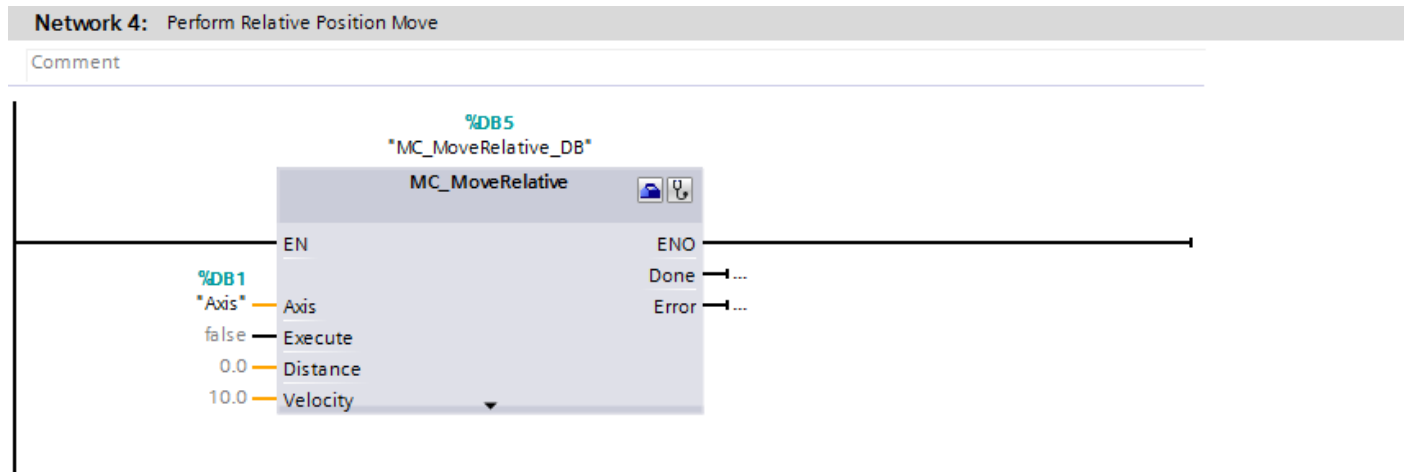 Network 4: Perform Relative Position Move
Comment
%DB5
"MC_MoveRelative_DB"
MC_MoveRelative
EN
ENO
%DB1
"Axis"
Axis
Done
...
Error
...
false
Execute
0.0
Distance
10.0
Velocity